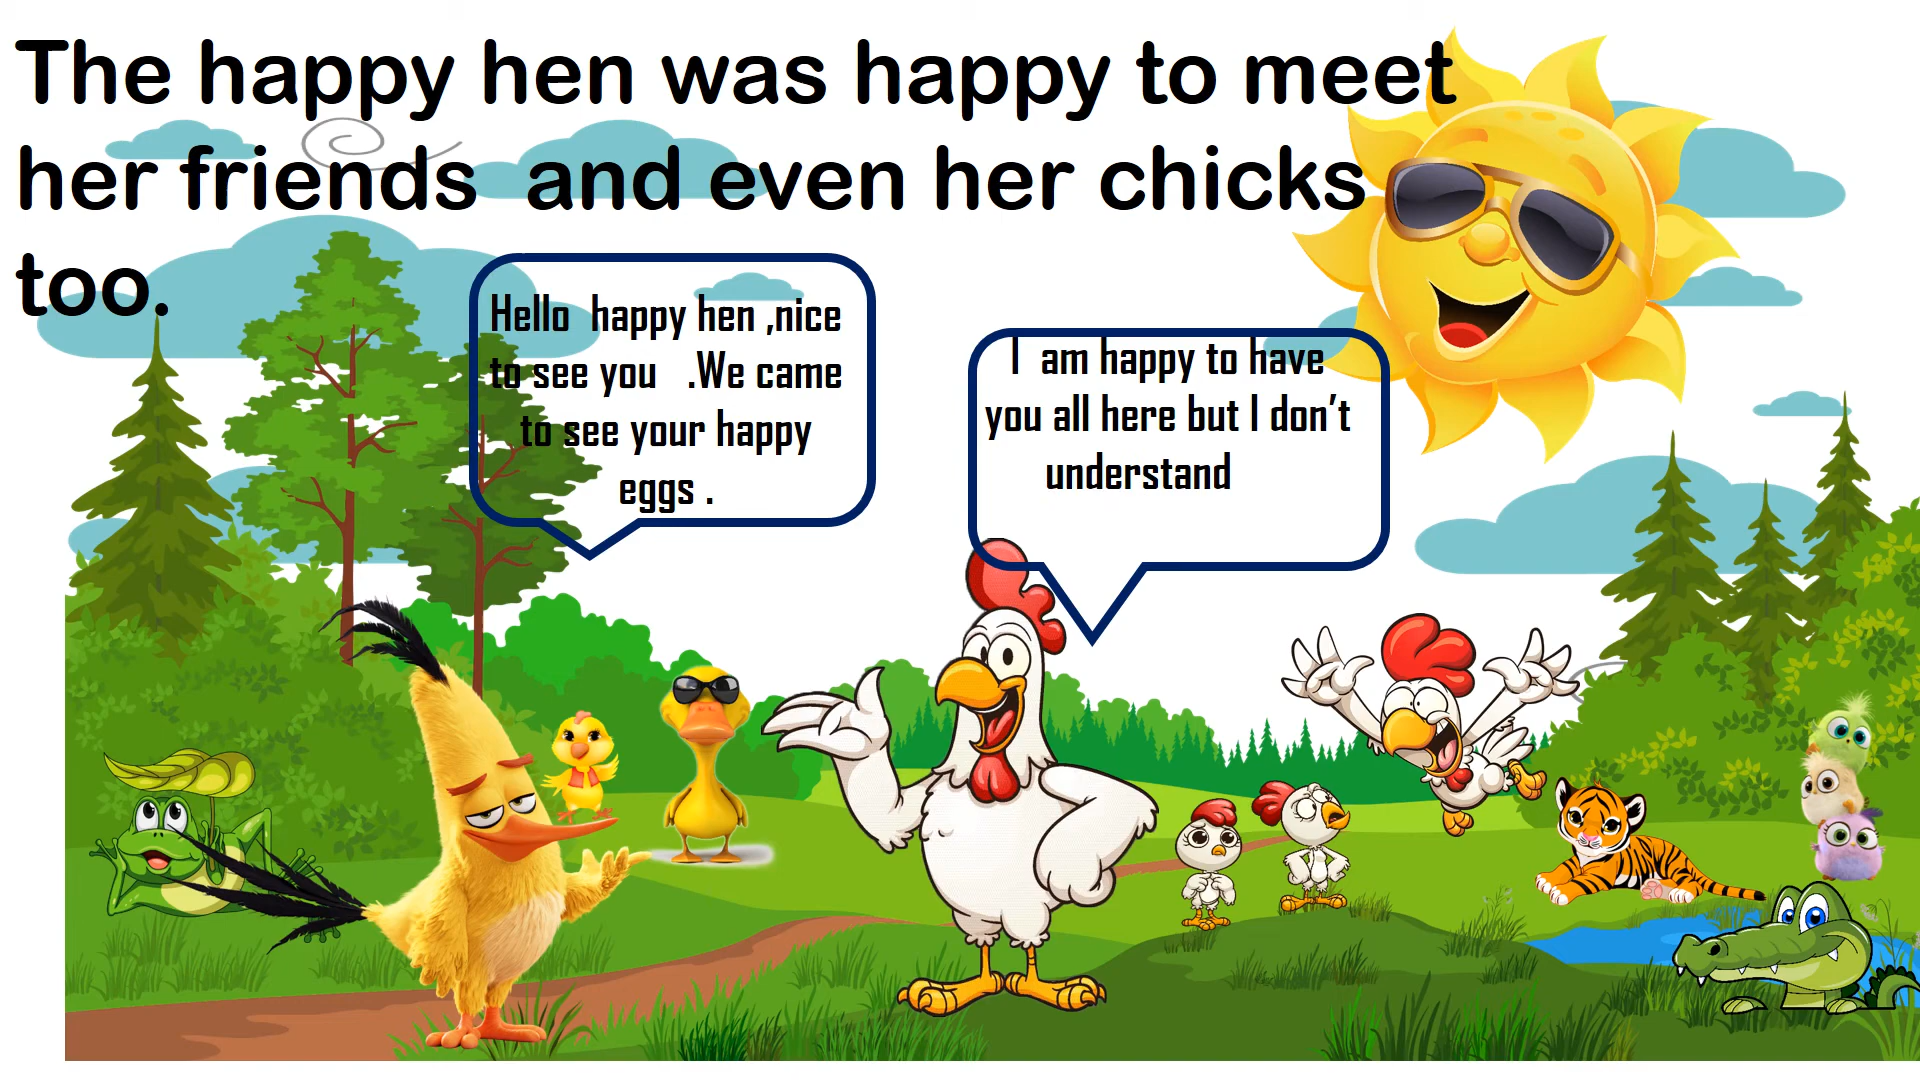 The happy hen was happy to meet
her friends  and even her chicks
too.
Hello  happy hen ,nice
to see you   .We came
to see your happy
eggs .
I  am happy to have
you all here but I don’t
understand